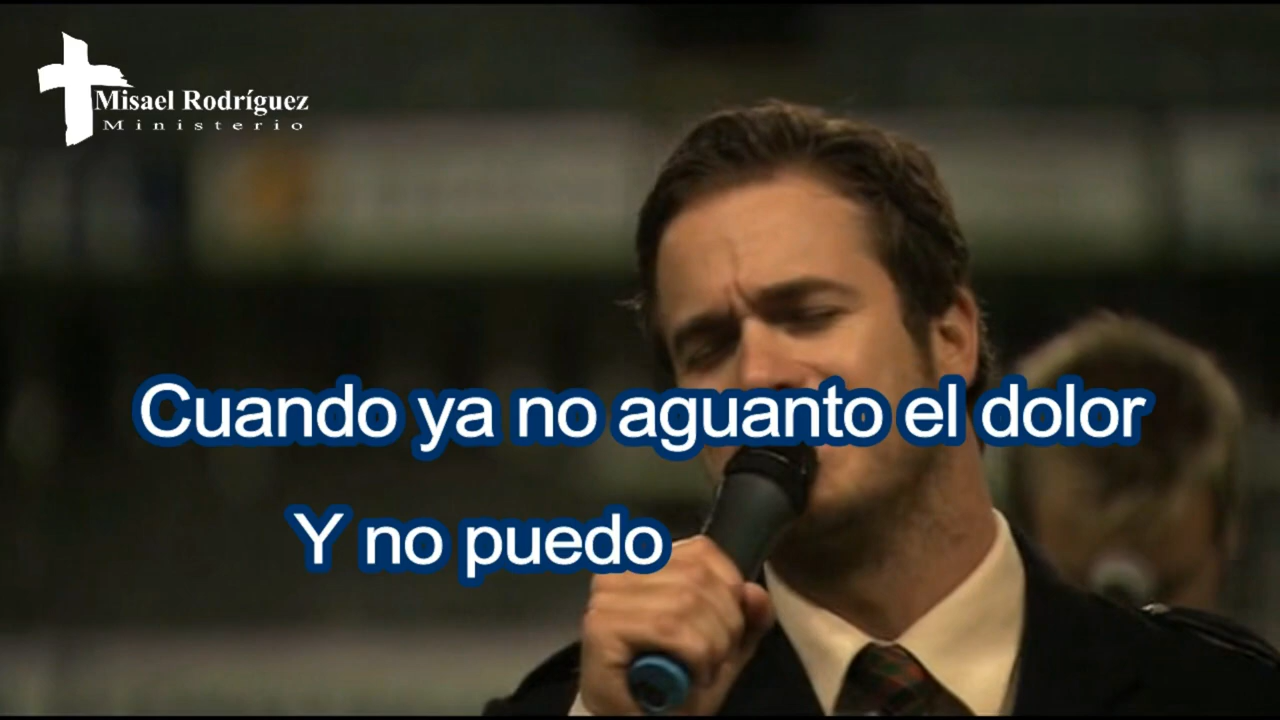 Misael Rodríguez
Ministerio
Cuando ya no aguanto el dolor
Y no puedo